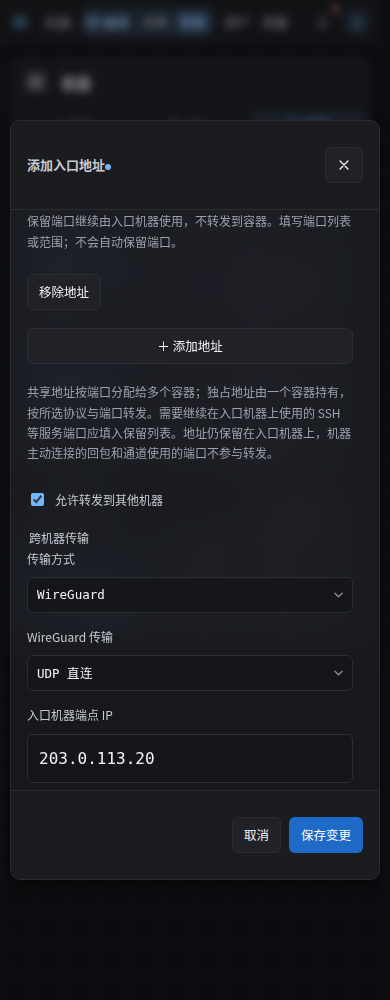 添加入口地址
保留端口继续由入口机器使用，不转发到容器。填写端口列表
或范围；不会自动保留端口。
移除地址
＋ 添加地址
共享地址按端口分配给多个容器；独占地址由一个容器持有，
按所选协议与端口转发。需要继续在入口机器上使用的 SSH
等服务端口应填入保留列表。地址仍保留在入口机器上，机器
主动连接的回包和通道使用的端口不参与转发。
允许转发到其他机器
跨机器传输
传输方式
WireGuard
WireGuard 传输
UDP 直连
入口机器端点 IP
203.0.113.20
取消
保存变更